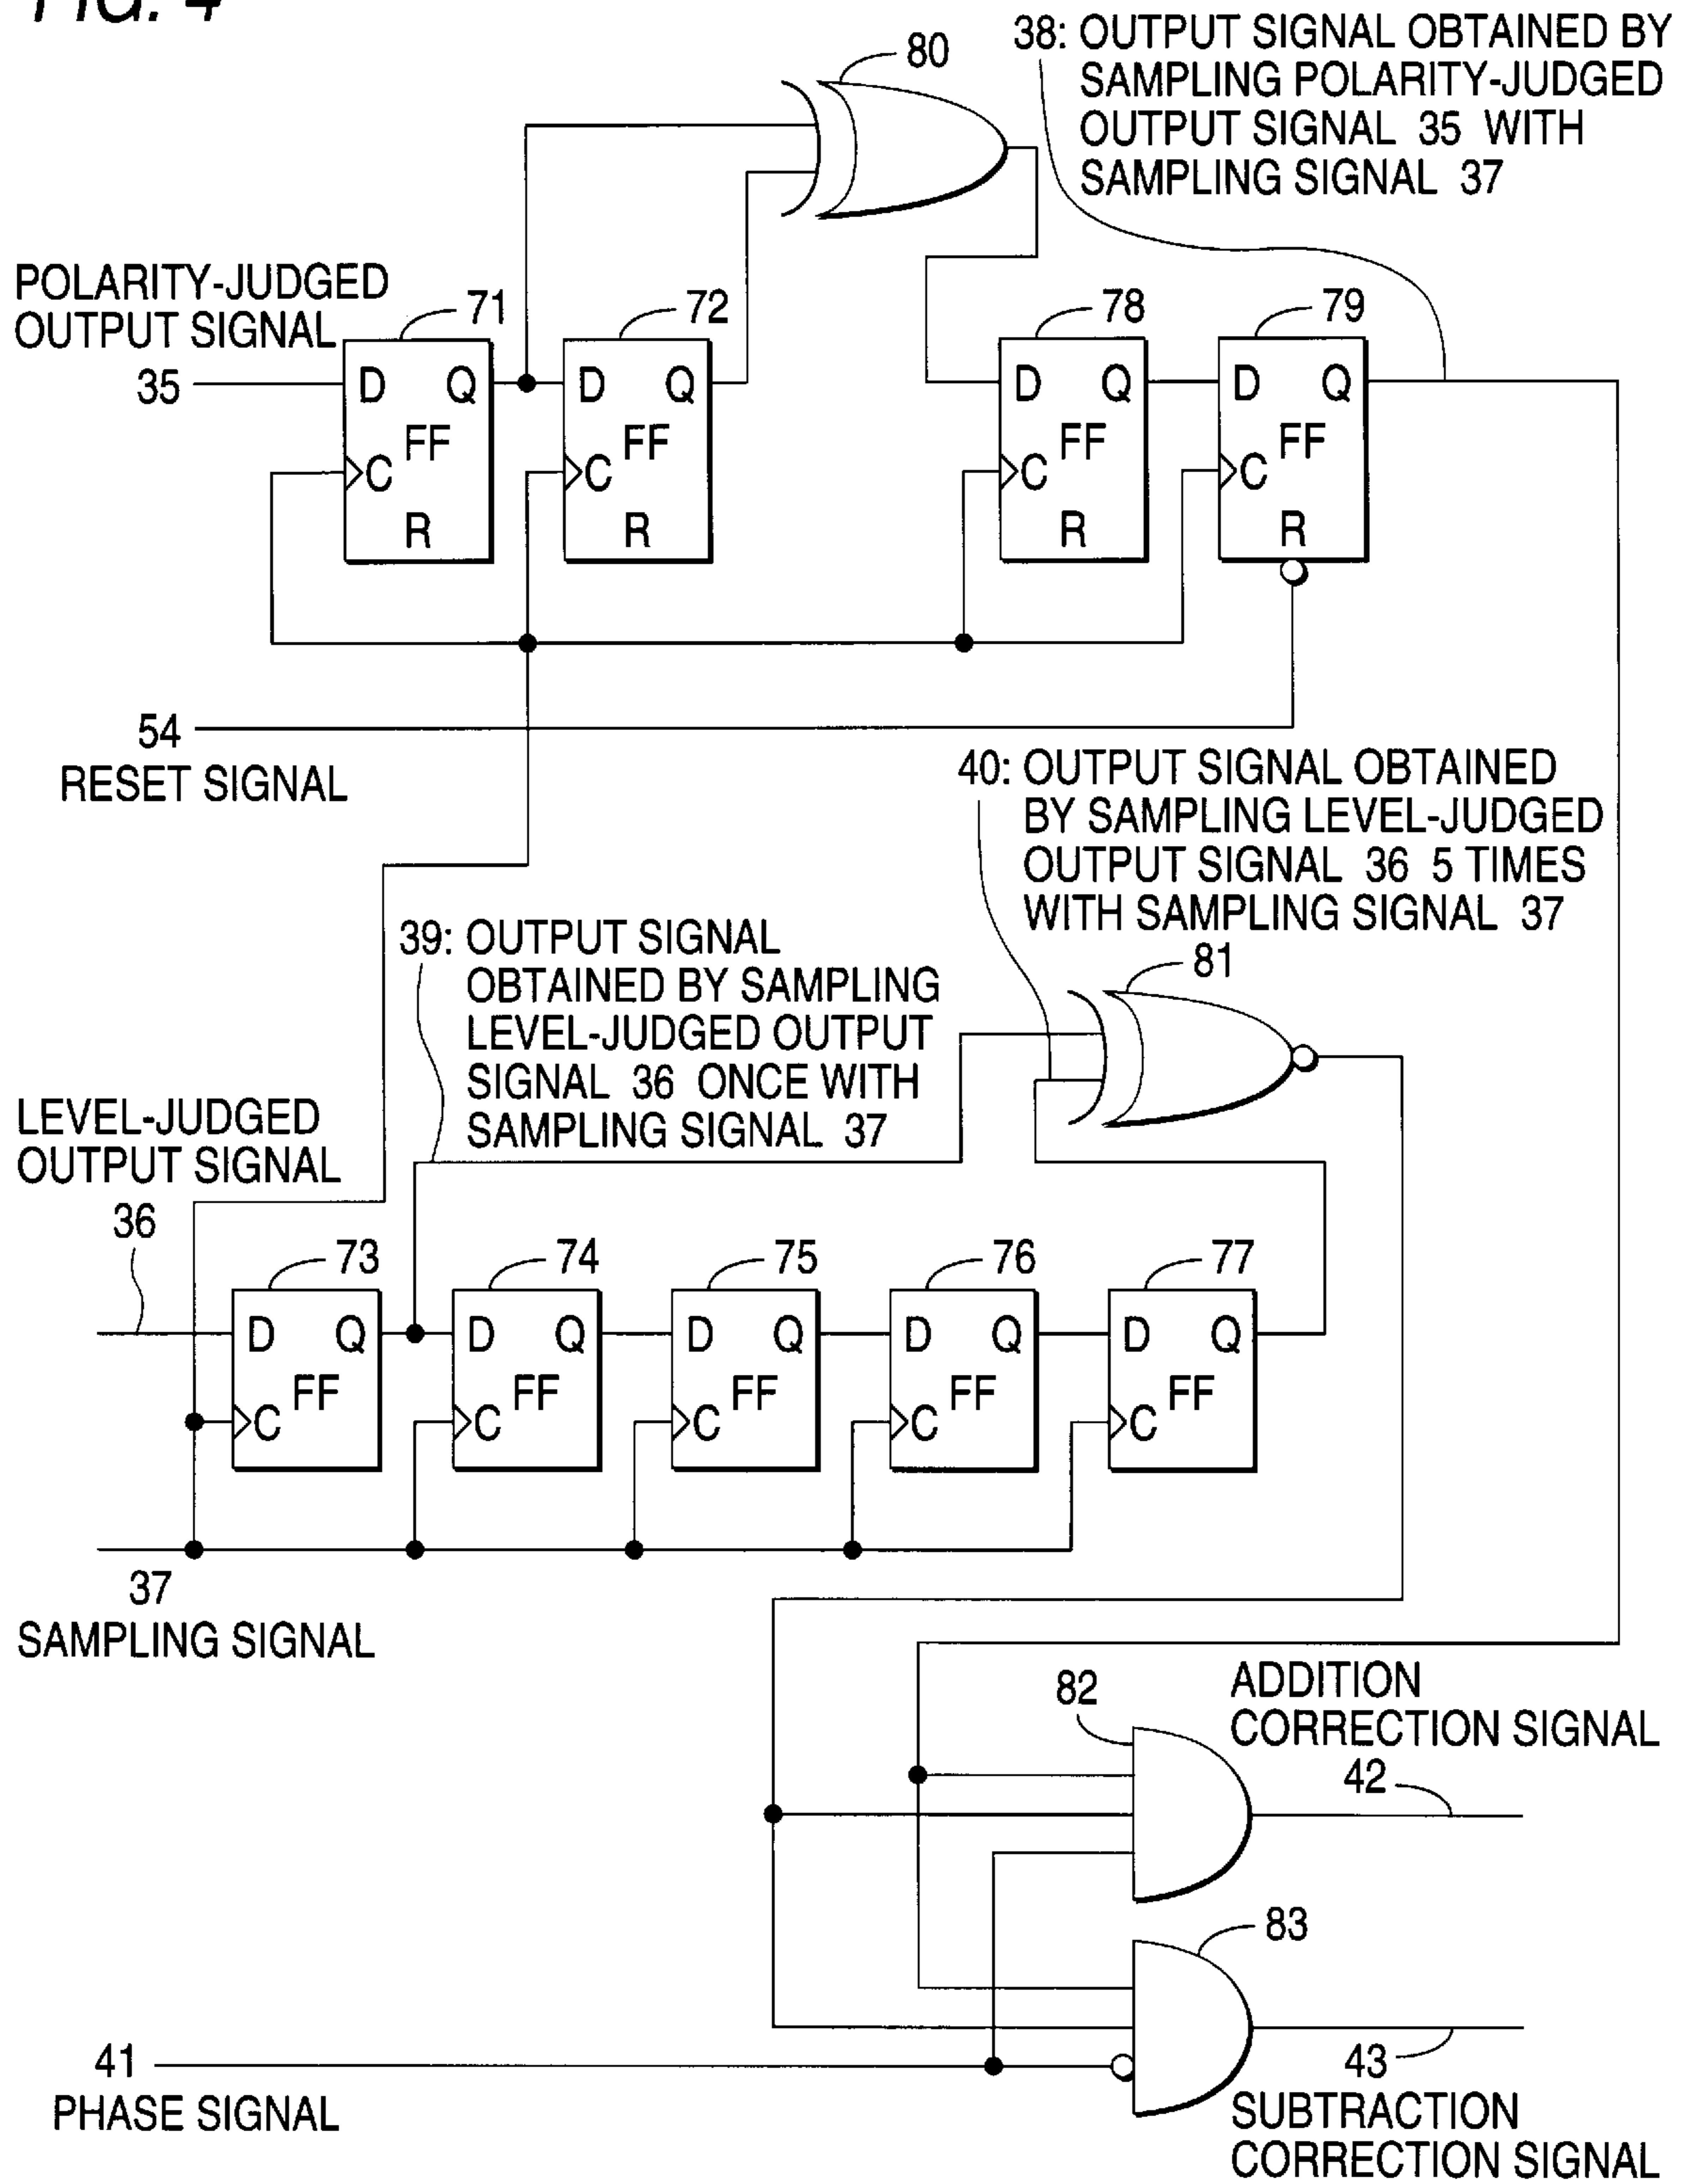 FIG. 4
80
38: OUTPUT SIGNAL OBTAINED BY
SAMPLING POLARITY-JUDGED
OUTPUT SIGNAL 35 WITH
SAMPLING SIGNAL 37
POLARITY-JUDGED
OUTPUT SIGNAL
35
71
72
78
79
D Q
FF
C
R
D Q
FF
C
R
D Q
FF
C
R
D Q
FF
C
R
54
RESET SIGNAL
40: OUTPUT SIGNAL OBTAINED
BY SAMPLING LEVEL-JUDGED
OUTPUT SIGNAL 36 5 TIMES
WITH SAMPLING SIGNAL 37
39: OUTPUT SIGNAL
OBTAINED BY SAMPLING
LEVEL-JUDGED OUTPUT
SIGNAL 36 ONCE WITH
SAMPLING SIGNAL 37
81
LEVEL-JUDGED
OUTPUT SIGNAL
36
73
74
75
76
77
D Q
FF
C
D Q
FF
C
D Q
FF
C
D Q
FF
C
D Q
FF
C
37
SAMPLING SIGNAL
82
ADDITION
CORRECTION SIGNAL
42
83
41
PHASE SIGNAL
43
SUBTRACTION
CORRECTION SIGNAL